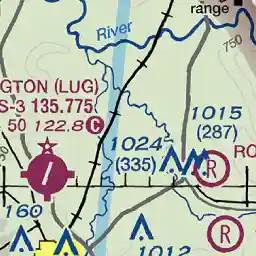 range
River
750
GTON (LUG)
S-3 135.775
50 122.8 C
1015
(287)
1024
(335)
RO
R
160
R
1012